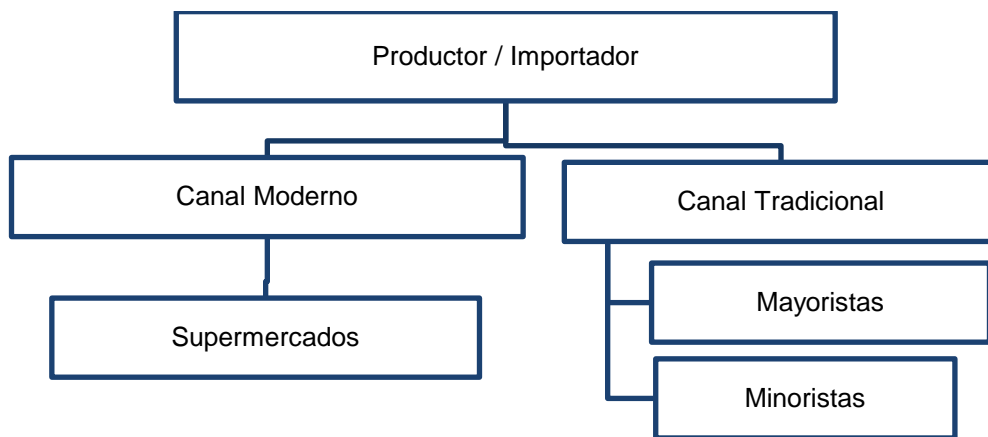 Productor / Importador
Canal Moderno
Canal Tradicional
Supermercados
Mayoristas
Minoristas